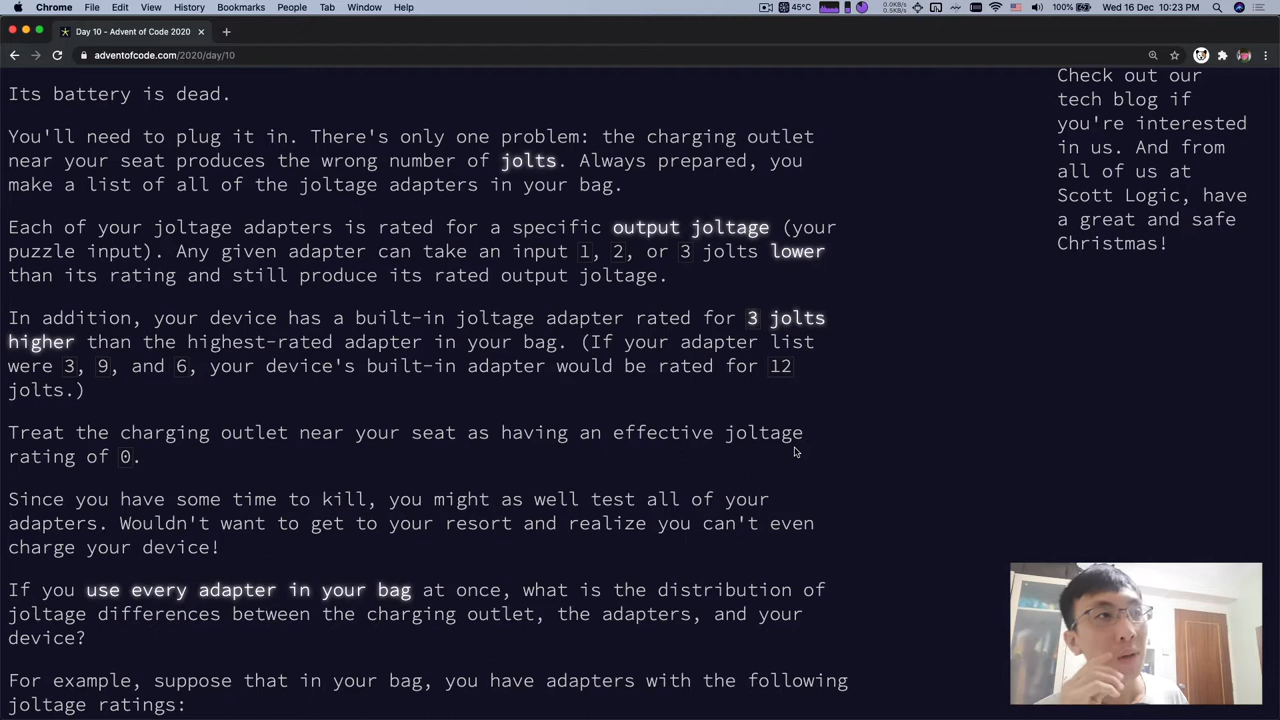 Chrome File Edit View History Bookmarks People Tab Window Help
45°C 0.0KB/s 0.5KB/s 100% Wed 16 Dec 10:23 PM
Day 10 - Advent of Code 2020
adventofcode.com/2020/day/10
Its battery is dead.
You'll need to plug it in. There's only one problem: the charging outlet
near your seat produces the wrong number of jolts. Always prepared, you
make a list of all of the joltage adapters in your bag.
Each of your joltage adapters is rated for a specific output joltage (your
puzzle input). Any given adapter can take an input 1, 2, or 3 jolts lower
than its rating and still produce its rated output joltage.
In addition, your device has a built-in joltage adapter rated for 3 jolts
higher than the highest-rated adapter in your bag. (If your adapter list
were 3, 9, and 6, your device's built-in adapter would be rated for 12
jolts.)
Treat the charging outlet near your seat as having an effective joltage
rating of 0.
Since you have some time to kill, you might as well test all of your
adapters. Wouldn't want to get to your resort and realize you can't even
charge your device!
If you use every adapter in your bag at once, what is the distribution of
joltage differences between the charging outlet, the adapters, and your
device?
For example, suppose that in your bag, you have adapters with the following
joltage ratings:
Check out our
tech blog if
you're interested
in us. And from
all of us at
Scott Logic, have
a great and safe
Christmas!